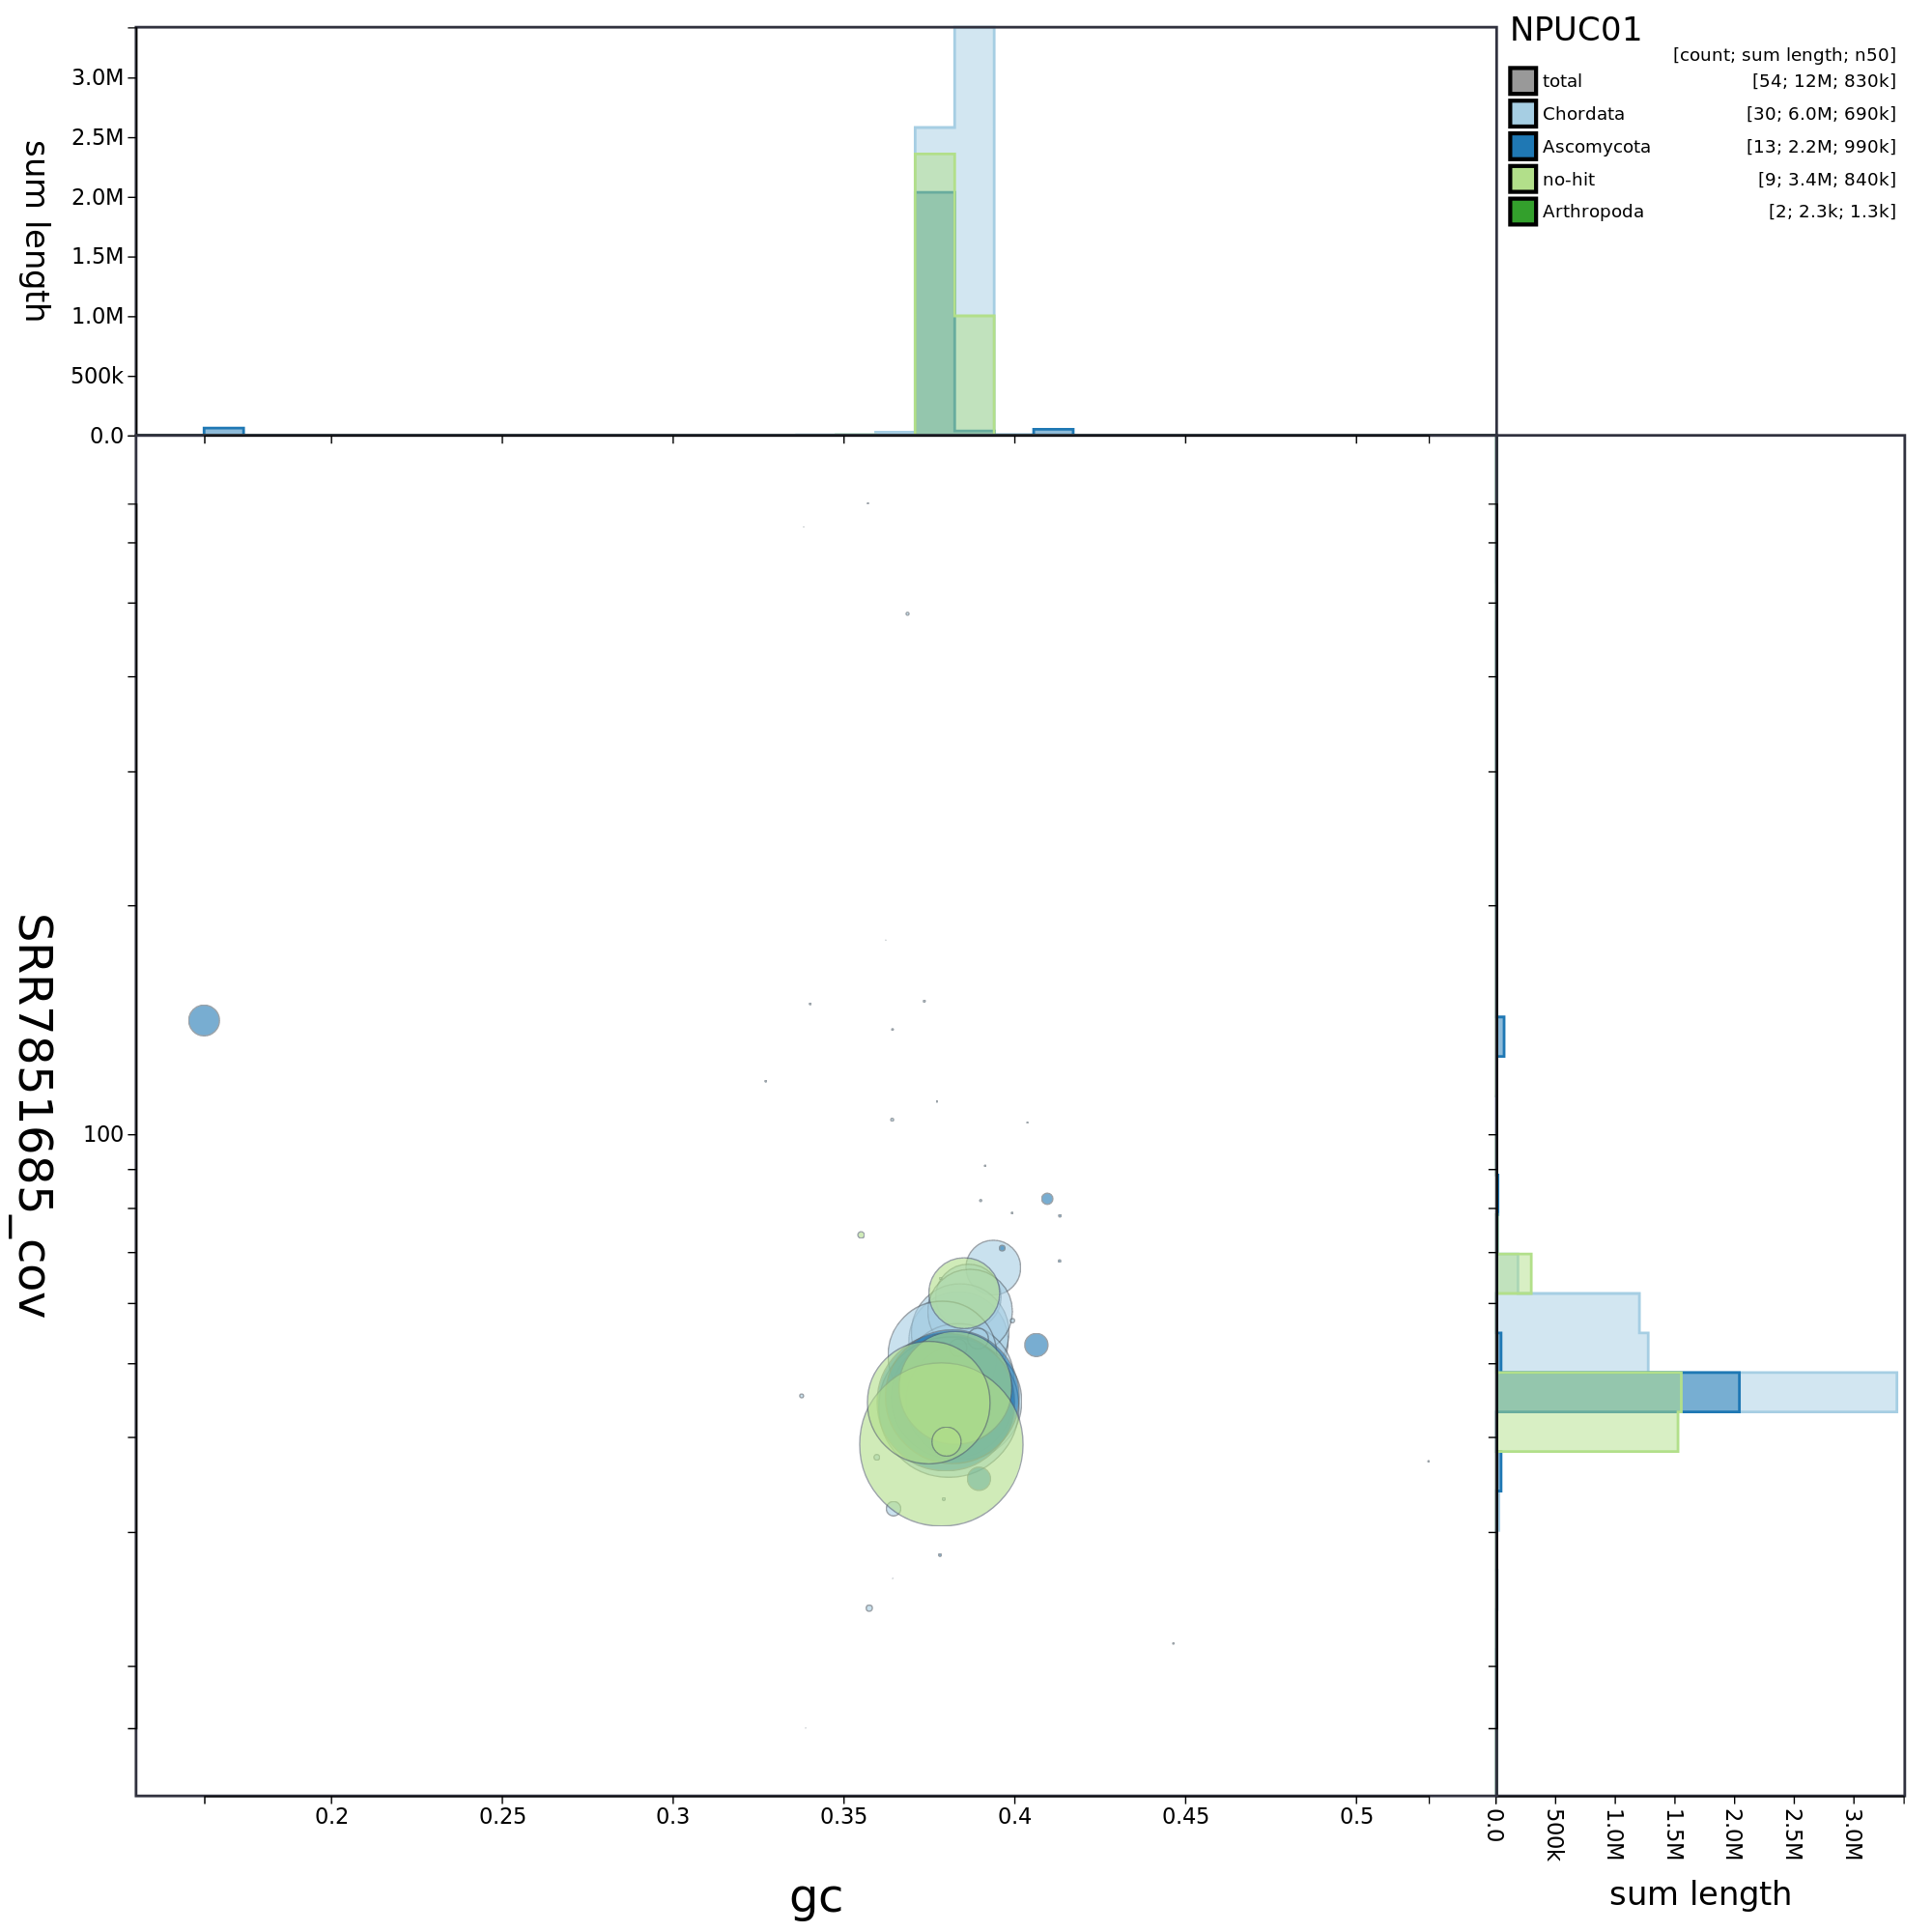 NPUC01
[count; sum length; n50]
total [54; 12M; 830k]
Chordata [30; 6.0M; 690k]
Ascomycota [13; 2.2M; 990k]
no-hit [9; 3.4M; 840k]
Arthropoda [2; 2.3k; 1.3k]
sum length
3.0M
2.5M
2.0M
1.5M
1.0M
500k
0.0
SRR7851685_cov
100
0.2
0.25
0.3
0.35
0.4
0.45
0.5
gc
0.0
500k
1.0M
1.5M
2.0M
2.5M
3.0M
sum length